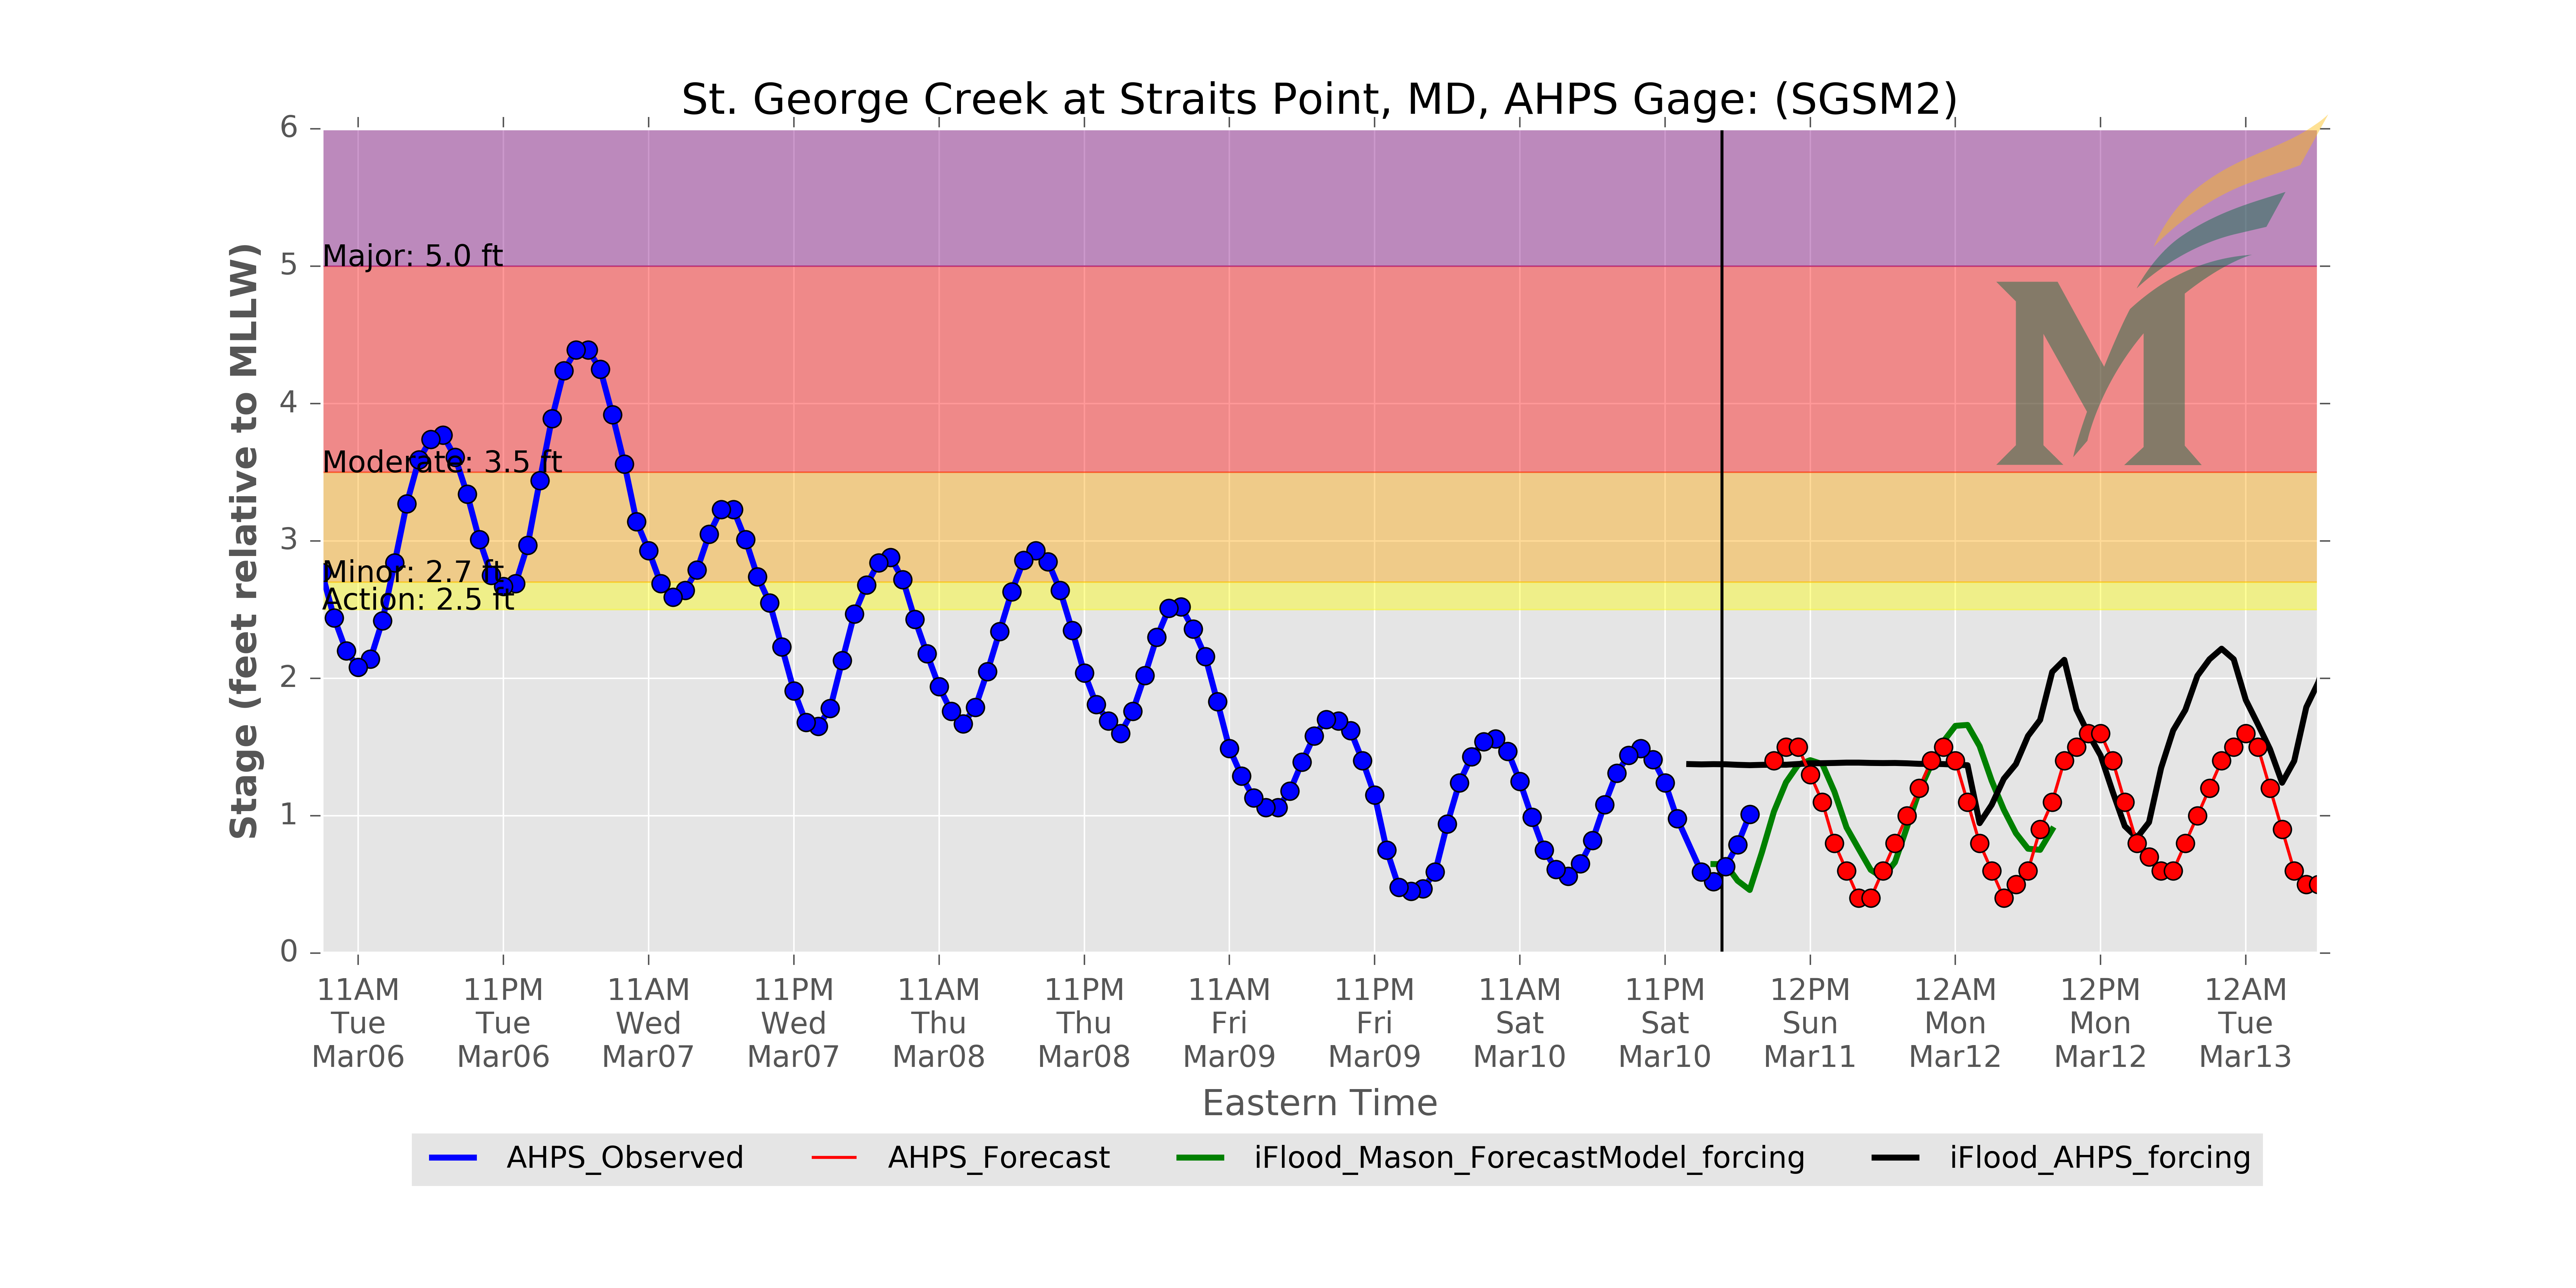 St. George Creek at Straits Point, MD, AHPS Gage: (SGSM2)
6
5
4
3
2
1
0
Stage (feet relative to MLLW)
Major: 5.0 ft
Moderate: 3.5 ft
Minor: 2.7 ft
Action: 2.5 ft
M
11AM 11PM 11AM 11PM 11AM 11PM 11AM 11PM 11AM 11PM 12PM 12AM 12PM 12AM
Tue Tue Wed Wed Thu Thu Fri Fri Sat Sat Sun Mon Mon Tue
Mar06 Mar06 Mar07 Mar07 Mar08 Mar08 Mar09 Mar09 Mar10 Mar10 Mar11 Mar12 Mar12 Mar13
Eastern Time
AHPS_Observed AHPS_Forecast iFlood_Mason_ForecastModel_forcing iFlood_AHPS_forcing